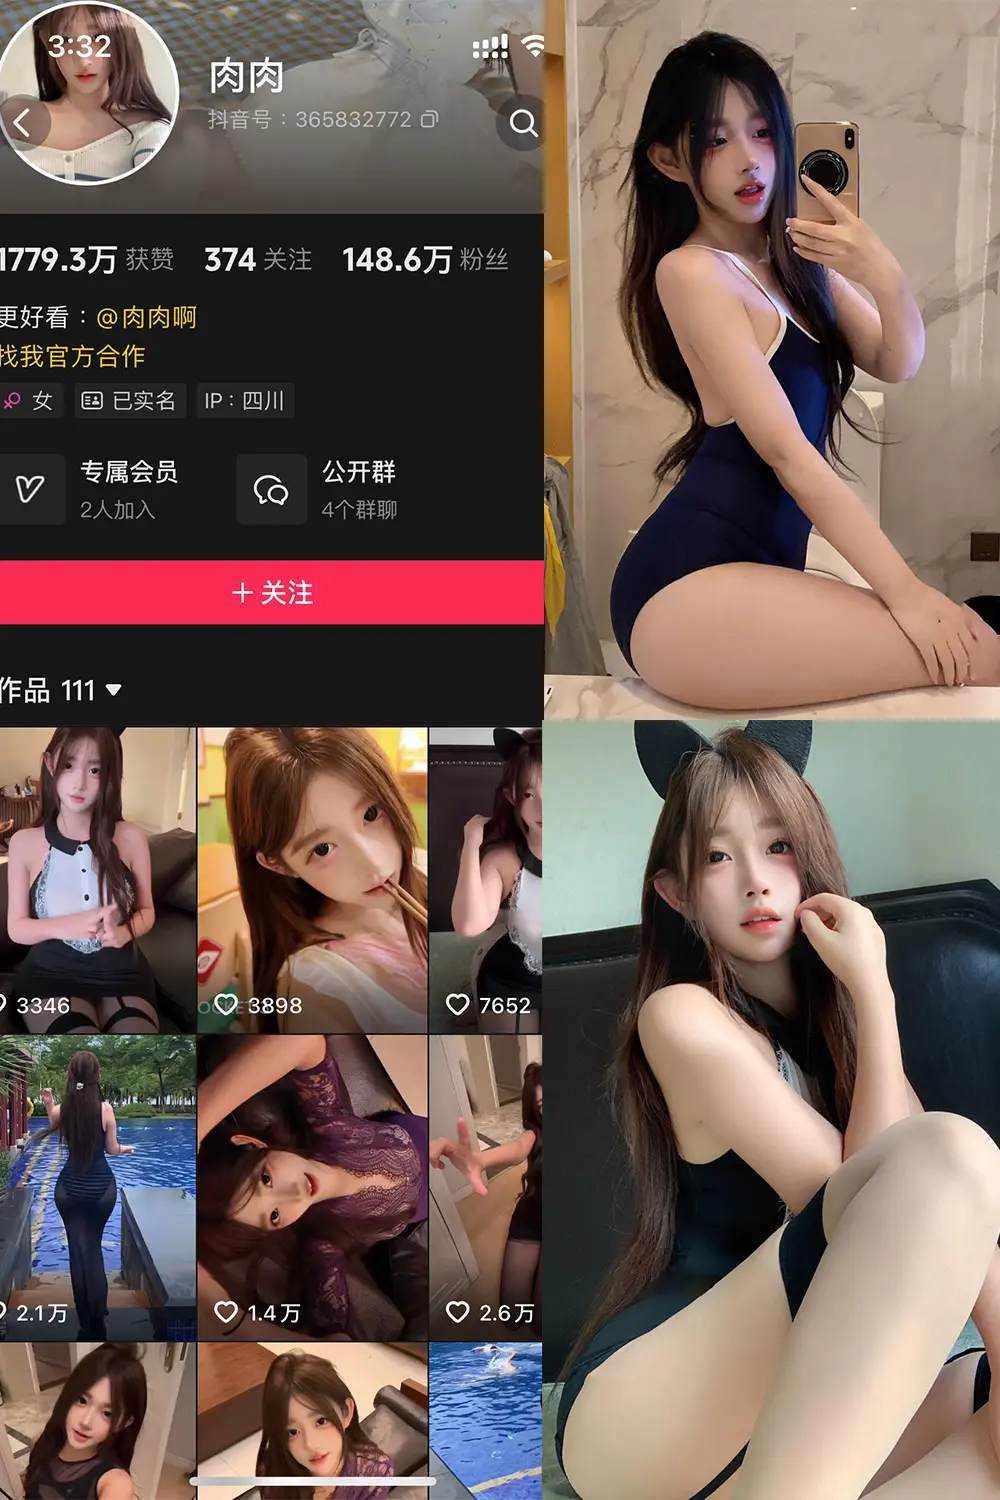 3:32
肉肉
抖音号：365832772
1779.3万 获赞 374 关注 148.6万 粉丝
更好看：@肉肉啊
找我官方合作
女 已实名 IP：四川
专属会员 公开群
2人加入 4个群聊
+ 关注
作品 111
3346 3898 7652
2.1万 1.4万 2.6万